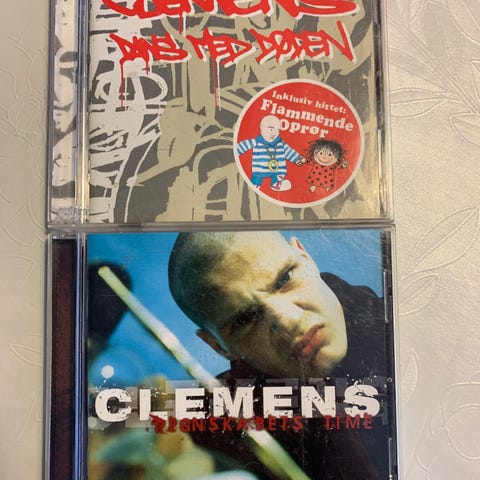 CLEMENS
DANS MED DØDEN
Inklusiv hittet:
Flammende
Oprør
CLEMENS
REGNSKABETS TIME